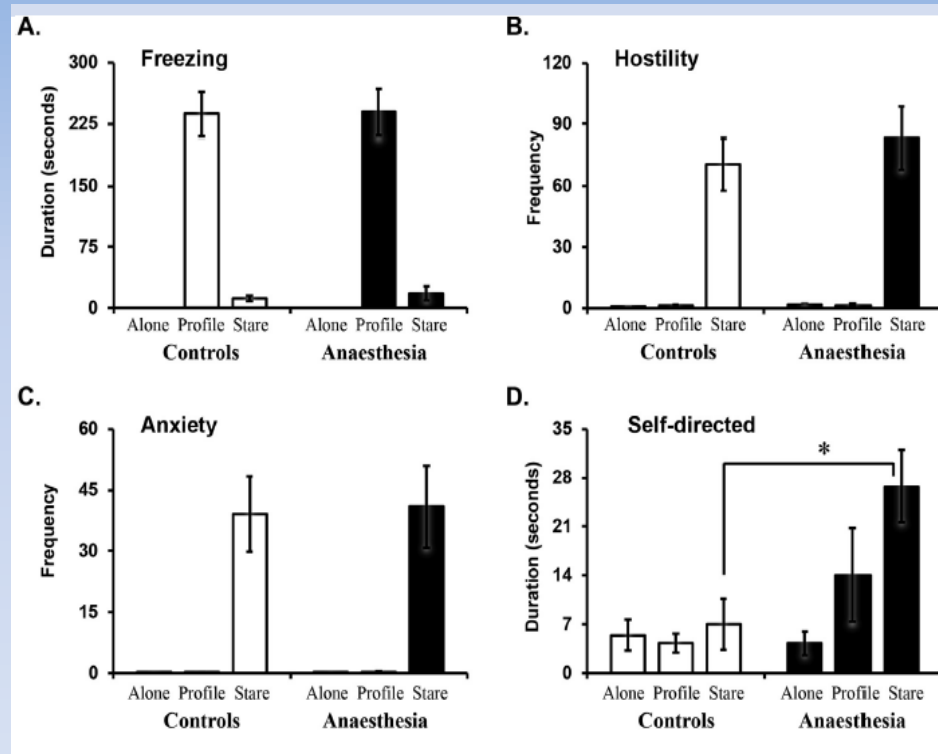 A.
Freezing
300
225
150
75
0
Duration (seconds)
Alone Profile Stare Alone Profile Stare
Controls Anaesthesia
B.
Hostility
120
90
60
30
0
Frequency
Alone Profile Stare Alone Profile Stare
Controls Anaesthesia
C.
Anxiety
60
45
30
15
0
Frequency
Alone Profile Stare Alone Profile Stare
Controls Anaesthesia
D.
Self-directed
35
28
21
14
7
0
Duration (seconds)
*
Alone Profile Stare Alone Profile Stare
Controls Anaesthesia